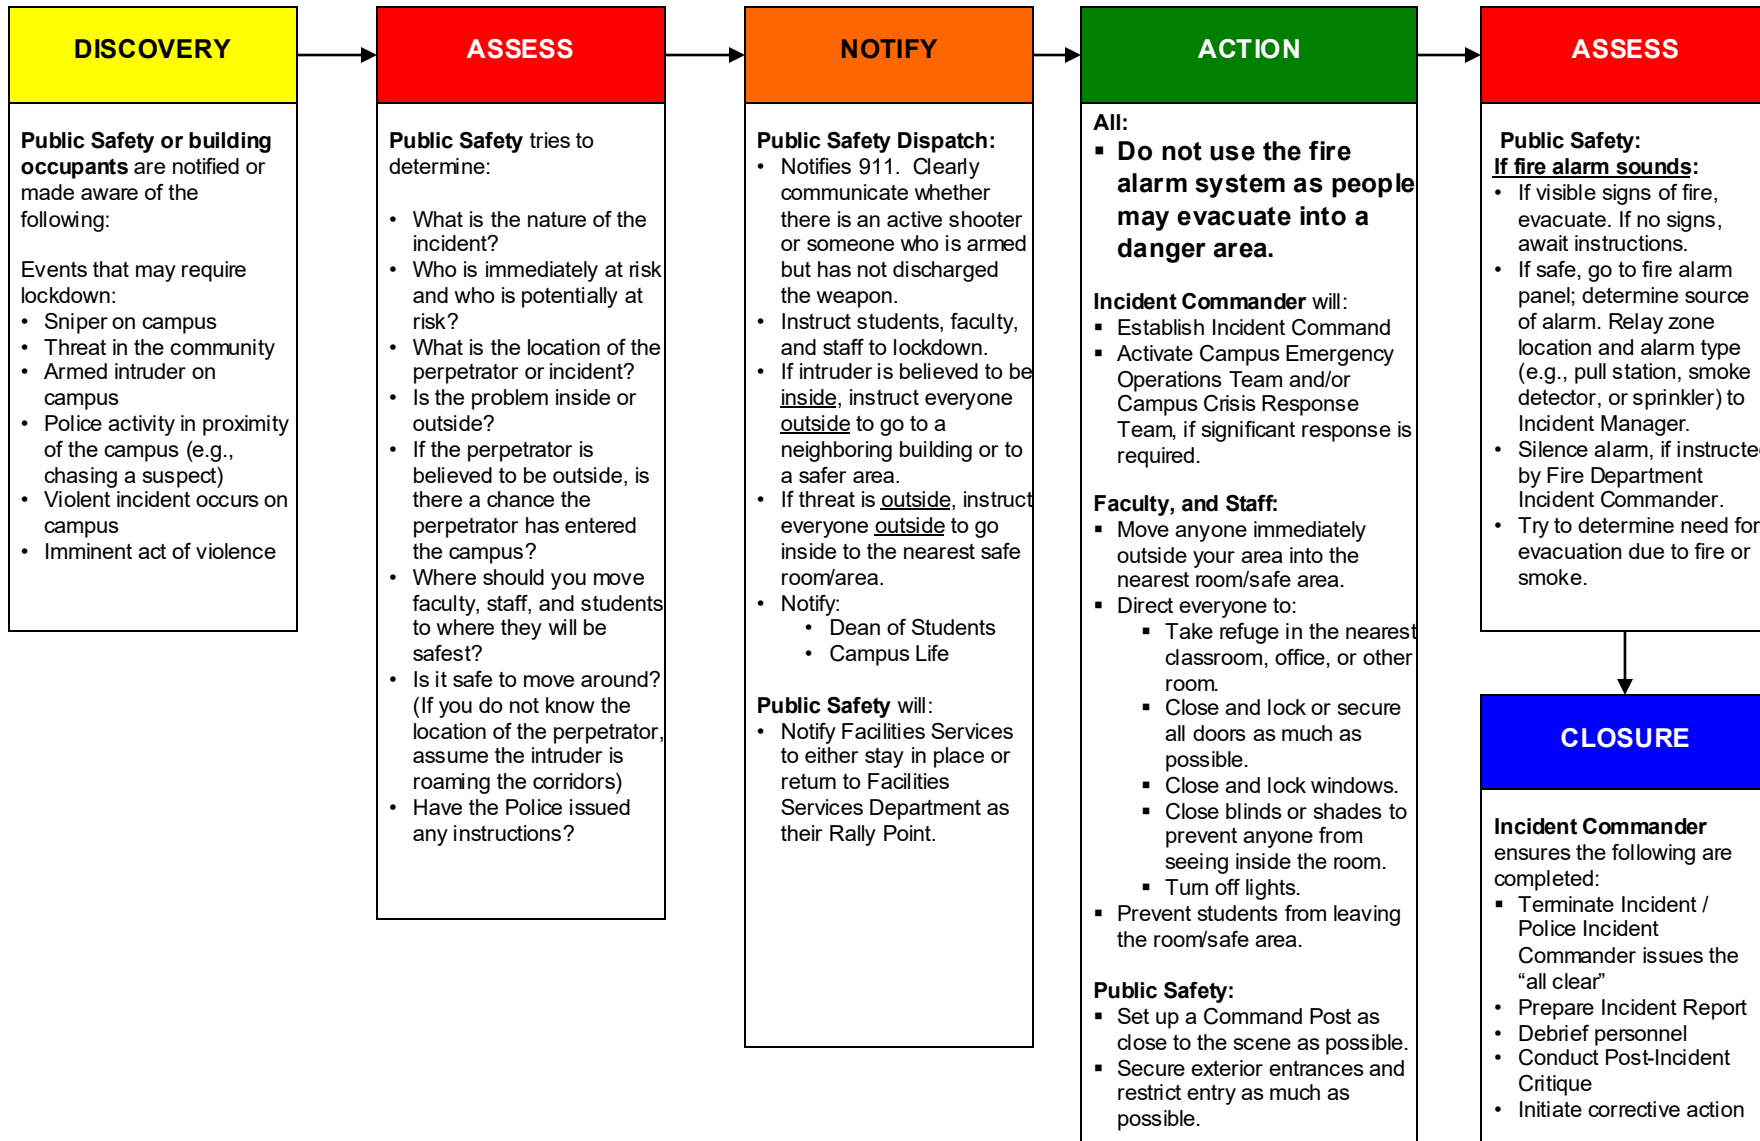 DISCOVERY
Public Safety or building
occupants are notified or
made aware of the
following:
Events that may require
lockdown:
• Sniper on campus
• Threat in the community
• Armed intruder on
campus
• Police activity in proximity
of the campus (e.g.,
chasing a suspect)
• Violent incident occurs on
campus
• Imminent act of violence
ASSESS
Public Safety tries to
determine:
• What is the nature of the
incident?
• Who is immediately at risk
and who is potentially at
risk?
• What is the location of the
perpetrator or incident?
• Is the problem inside or
outside?
• If the perpetrator is
believed to be outside, is
there a chance the
perpetrator has entered
the campus?
• Where should you move
faculty, staff, and students
to where they will be
safest?
• Is it safe to move around?
(If you do not know the
location of the perpetrator,
assume the intruder is
roaming the corridors)
• Have the Police issued
any instructions?
NOTIFY
Public Safety Dispatch:
• Notifies 911.  Clearly
communicate whether
there is an active shooter
or someone who is armed
but has not discharged
the weapon.
• Instruct students, faculty,
and staff to lockdown.
• If intruder is believed to be
inside, instruct everyone
outside to go to a
neighboring building or to
a safer area.
• If threat is outside, instruct
everyone outside to go
inside to the nearest safe
room/area.
• Notify:
• Dean of Students
• Campus Life
Public Safety will:
• Notify Facilities Services
to either stay in place or
return to Facilities
Services Department as
their Rally Point.
ACTION
All:
▪ Do not use the fire
alarm system as people
may evacuate into a
danger area.
Incident Commander will:
▪ Establish Incident Command
▪ Activate Campus Emergency
Operations Team and/or
Campus Crisis Response
Team, if significant response is
required.
Faculty, and Staff:
▪ Move anyone immediately
outside your area into the
nearest room/safe area.
▪ Direct everyone to:
▪ Take refuge in the nearest
classroom, office, or other
room.
▪ Close and lock or secure
all doors as much as
possible.
▪ Close and lock windows.
▪ Close blinds or shades to
prevent anyone from
seeing inside the room.
▪ Turn off lights.
▪ Prevent students from leaving
the room/safe area.
Public Safety:
▪ Set up a Command Post as
close to the scene as possible.
▪ Secure exterior entrances and
restrict entry as much as
possible.
ASSESS
Public Safety:
If fire alarm sounds:
• If visible signs of fire,
evacuate. If no signs,
await instructions.
• If safe, go to fire alarm
panel; determine source
of alarm. Relay zone
location and alarm type
(e.g., pull station, smoke
detector, or sprinkler) to
Incident Manager.
• Silence alarm, if instructed
by Fire Department
Incident Commander.
• Try to determine need for
evacuation due to fire or
smoke.
CLOSURE
Incident Commander
ensures the following are
completed:
▪ Terminate Incident /
Police Incident
Commander issues the
“all clear”
• Prepare Incident Report
• Debrief personnel
• Conduct Post-Incident
Critique
• Initiate corrective action